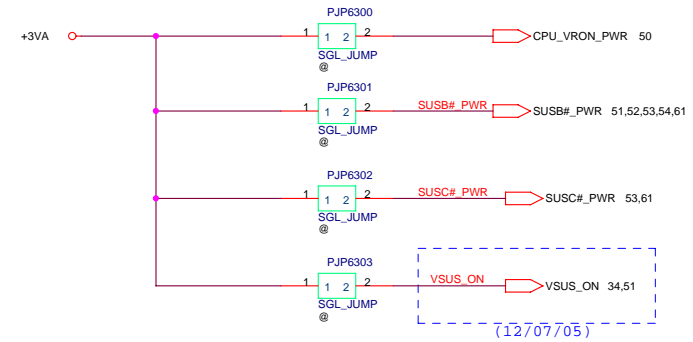 PJP6300
+3VA
1 1 2 2
CPU_VRON_PWR 50
SGL_JUMP
@
PJP6301
1 1 2 2
SUSB#_PWR
SUSB#_PWR 51,52,53,54,61
SGL_JUMP
@
PJP6302
1 1 2 2
SUSC#_PWR
SUSC#_PWR 53,61
SGL_JUMP
@
PJP6303
1 1 2 2
VSUS_ON
VSUS_ON 34,51
SGL_JUMP
@
(12/07/05)